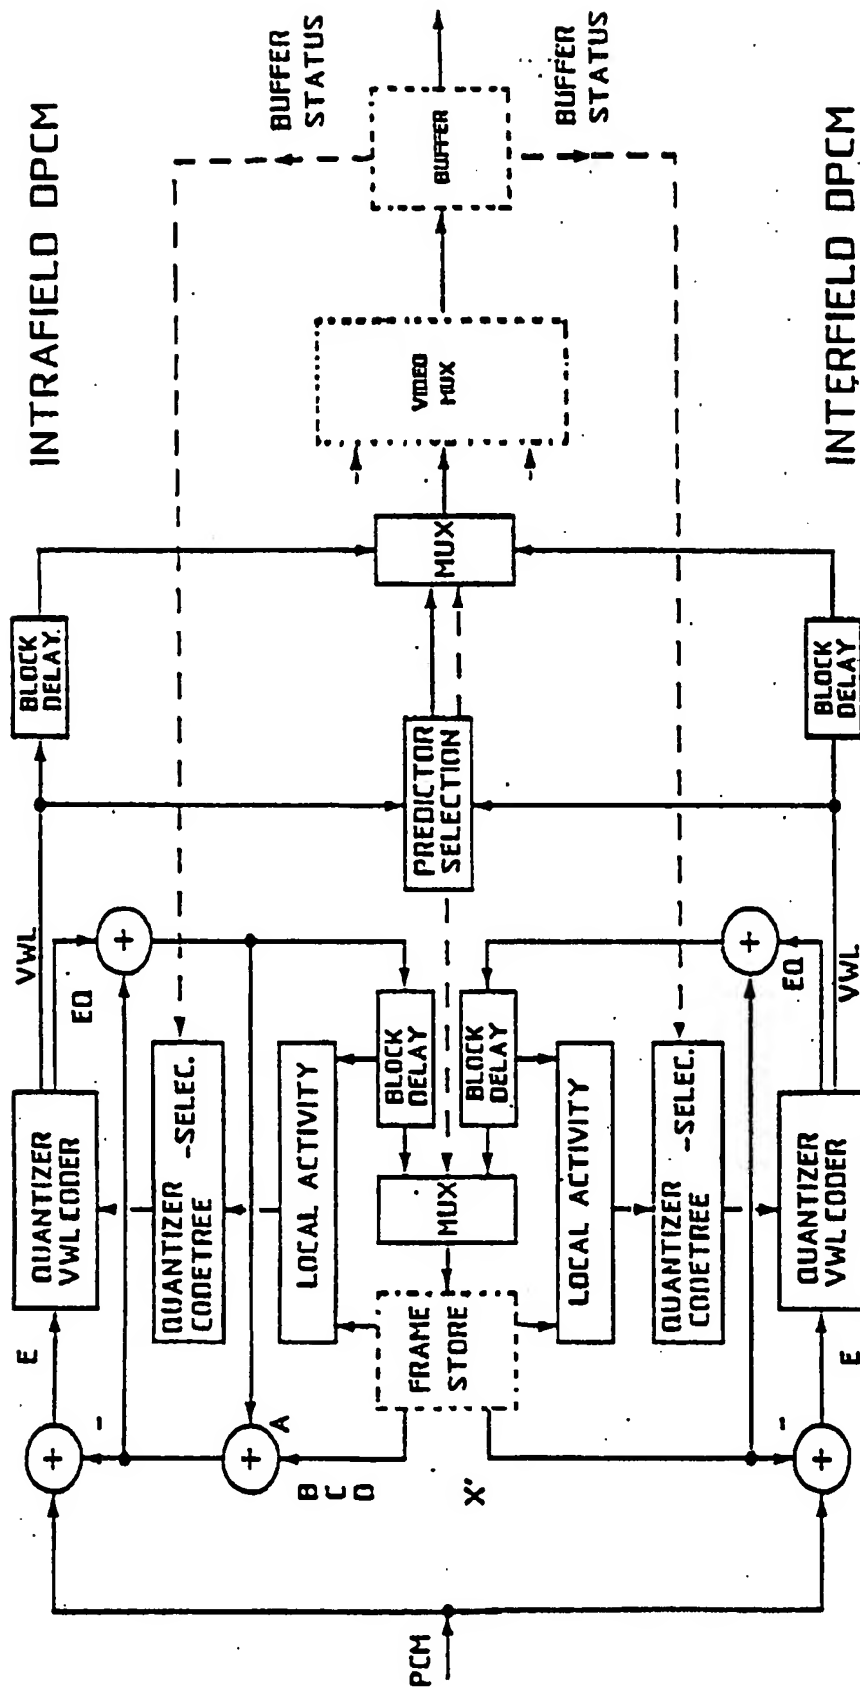 INTRAFIELD DPCM
BUFFER
STATUS
VWL
EQ
E
-
QUANTIZER
VWL CODER
BLOCK
DELAY.
QUANTIZER
CODETREE -SELEC.
LOCAL ACTIVITY
+
+
+
A
B
C
D
BLOCK
DELAY
PCM
X'
FRAME
STORE
MUX
PREDICTOR
SELECTION
MUX
VIDEO
MUX
BUFFER
BLOCK
DELAY
LOCAL ACTIVITY
QUANTIZER
CODETREE -SELEC.
+
+
-
E
QUANTIZER
VWL CODER
EQ
VWL
BLOCK
DELAY
BUFFER
STATUS
INTERFIELD DPCM